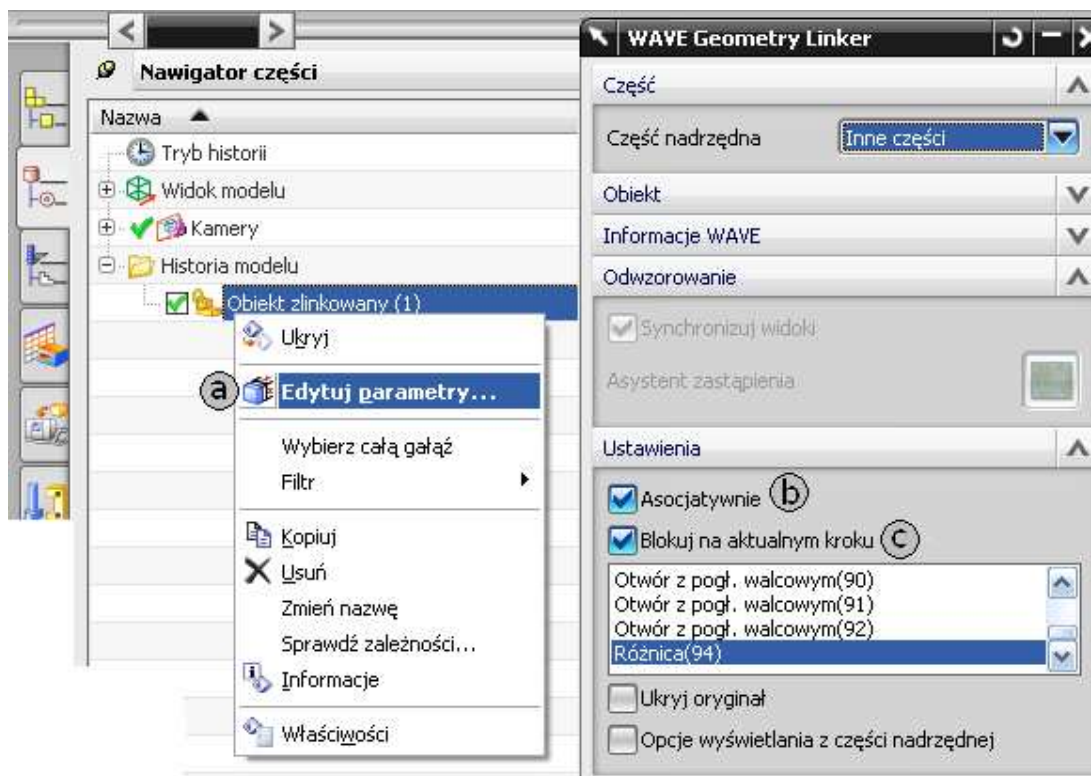 Nawigator części
Nazwa
Tryb historii
Widok modelu
Kamery
Historia modelu
Obiekt zlinkowany (1)
Ukryj
a
Edytuj parametry...
Wybierz całą gałąź
Filtr
Kopiuj
Usuń
Zmień nazwę
Sprawdź zależności...
Informacje
Właściwości
WAVE Geometry Linker
Część
Część nadrzędna
Inne części
Obiekt
Informacje WAVE
Odwzorowanie
Synchronizuj widoki
Asystent zastąpienia
Ustawienia
Asocjatywnie b
Blokuj na aktualnym kroku c
Otwór z pogł. walcowym(90)
Otwór z pogł. walcowym(91)
Otwór z pogł. walcowym(92)
Różnica(94)
Ukryj oryginał
Opcje wyświetlania z części nadrzędnej